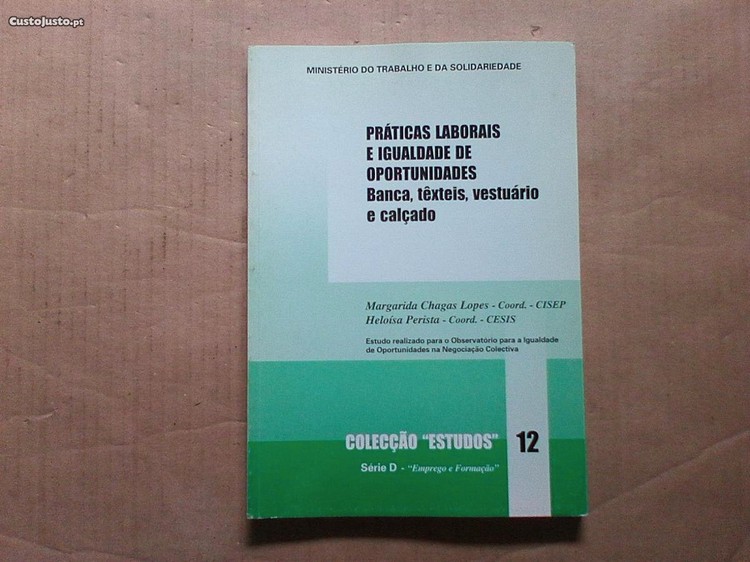 CustoJusto.pt
MINISTÉRIO DO TRABALHO E DA SOLIDARIEDADE
PRÁTICAS LABORAIS
E IGUALDADE DE
OPORTUNIDADES
Banca, têxteis, vestuário
e calçado
Margarida Chagas Lopes - Coord. - CISEP
Heloísa Perista - Coord. - CESIS
Estudo realizado para o Observatório para a Igualdade
de Oportunidades na Negociação Colectiva
COLECÇÃO "ESTUDOS" 12
Série D - "Emprego e Formação"